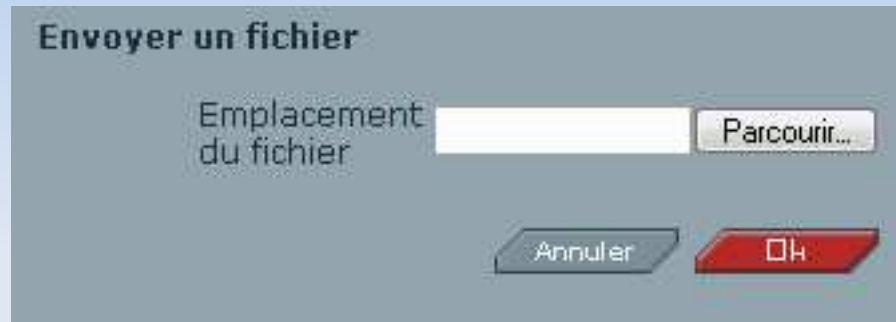 Envoyer un fichier
Emplacement
du fichier
Parcourir...
Annuler
Ok